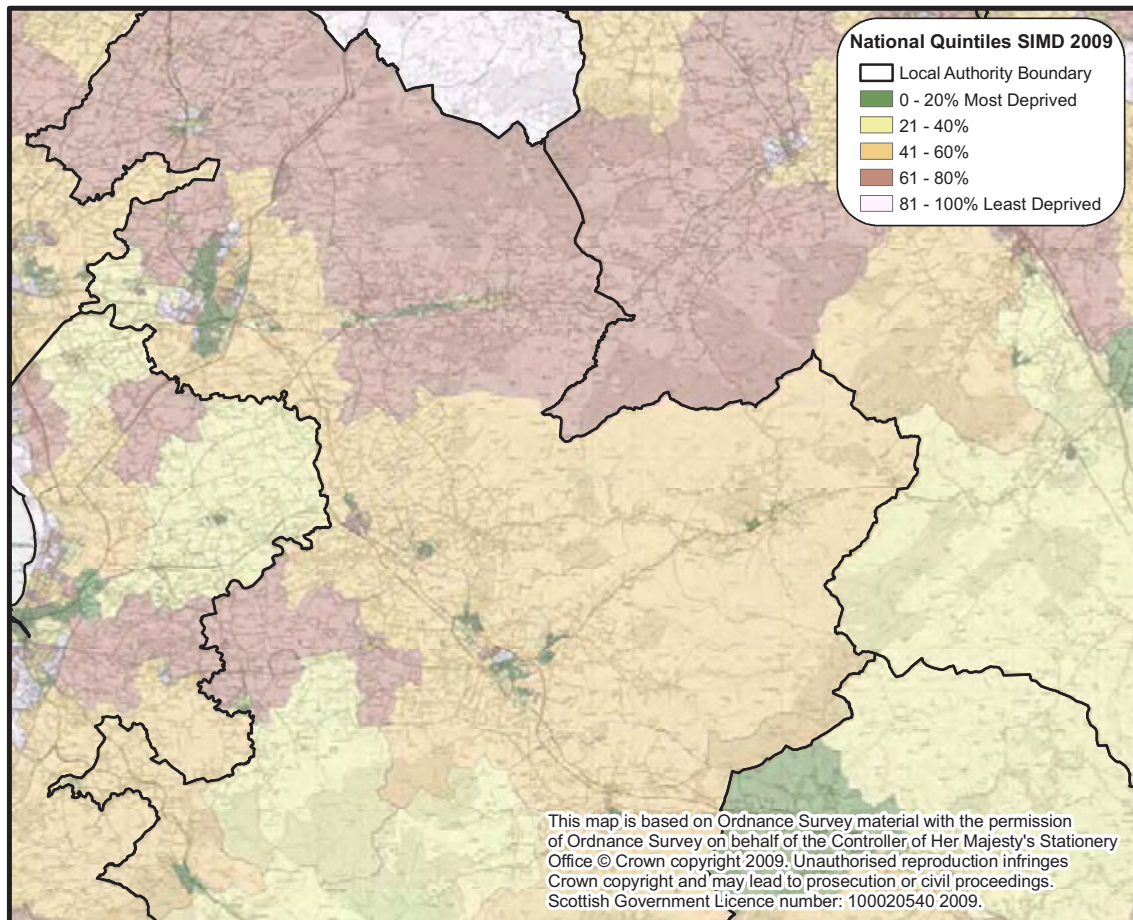 National Quintiles SIMD 2009
Local Authority Boundary
0 - 20% Most Deprived
21 - 40%
41 - 60%
61 - 80%
81 - 100% Least Deprived
This map is based on Ordnance Survey material with the permission
of Ordnance Survey on behalf of the Controller of Her Majesty's Stationery
Office © Crown copyright 2009. Unauthorised reproduction infringes
Crown copyright and may lead to prosecution or civil proceedings.
Scottish Government Licence number: 100020540 2009.